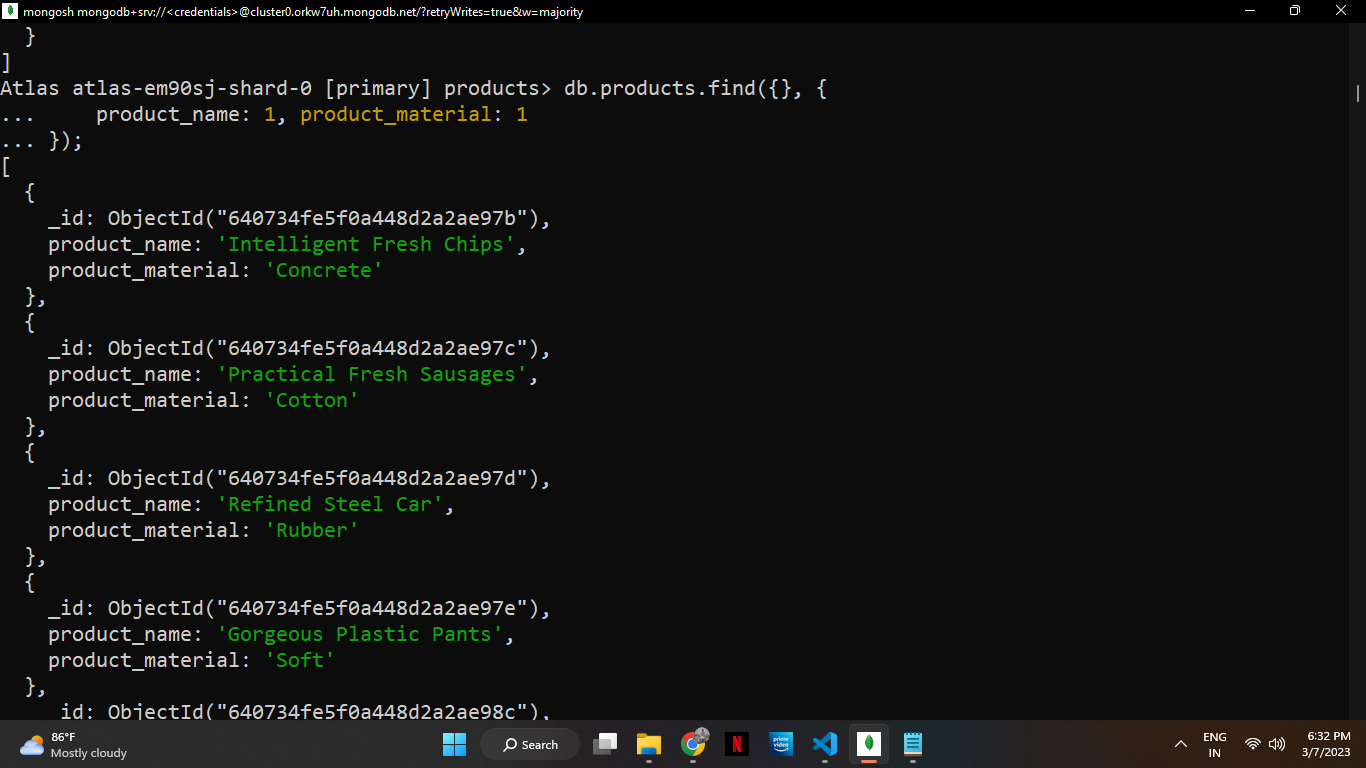 mongosh mongodb+srv://<credentials>@cluster0.orkw7uh.mongodb.net/?retryWrites=true&w=majority
}
]
Atlas atlas-em90sj-shard-0 [primary] products> db.products.find({}, {
... product_name: 1, product_material: 1
... });
[
{
_id: ObjectId("640734fe5f0a448d2a2ae97b"),
product_name: 'Intelligent Fresh Chips',
product_material: 'Concrete'
},
{
_id: ObjectId("640734fe5f0a448d2a2ae97c"),
product_name: 'Practical Fresh Sausages',
product_material: 'Cotton'
},
{
_id: ObjectId("640734fe5f0a448d2a2ae97d"),
product_name: 'Refined Steel Car',
product_material: 'Rubber'
},
{
_id: ObjectId("640734fe5f0a448d2a2ae97e"),
product_name: 'Gorgeous Plastic Pants',
product_material: 'Soft'
},
_id: ObjectId("640734fe5f0a448d2a2ae98c"),
86°F
Mostly cloudy
Search
N
prime video
ENG
IN
6:32 PM
3/7/2023